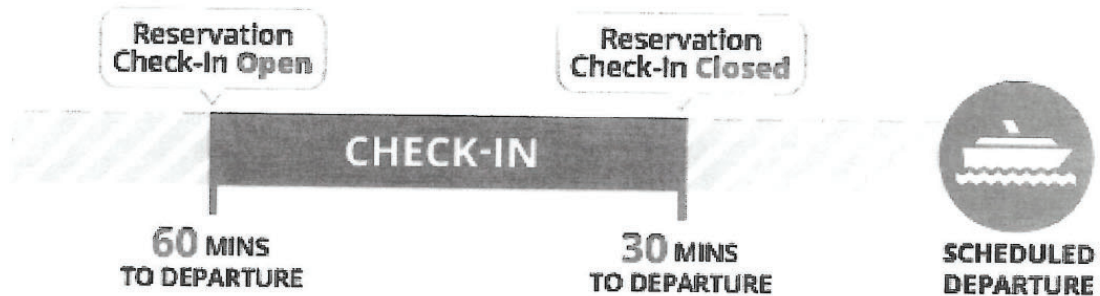 Reservation
Check-In Open
Reservation
Check-In Closed
CHECK-IN
60 MINS
TO DEPARTURE
30 MINS
TO DEPARTURE
SCHEDULED
DEPARTURE